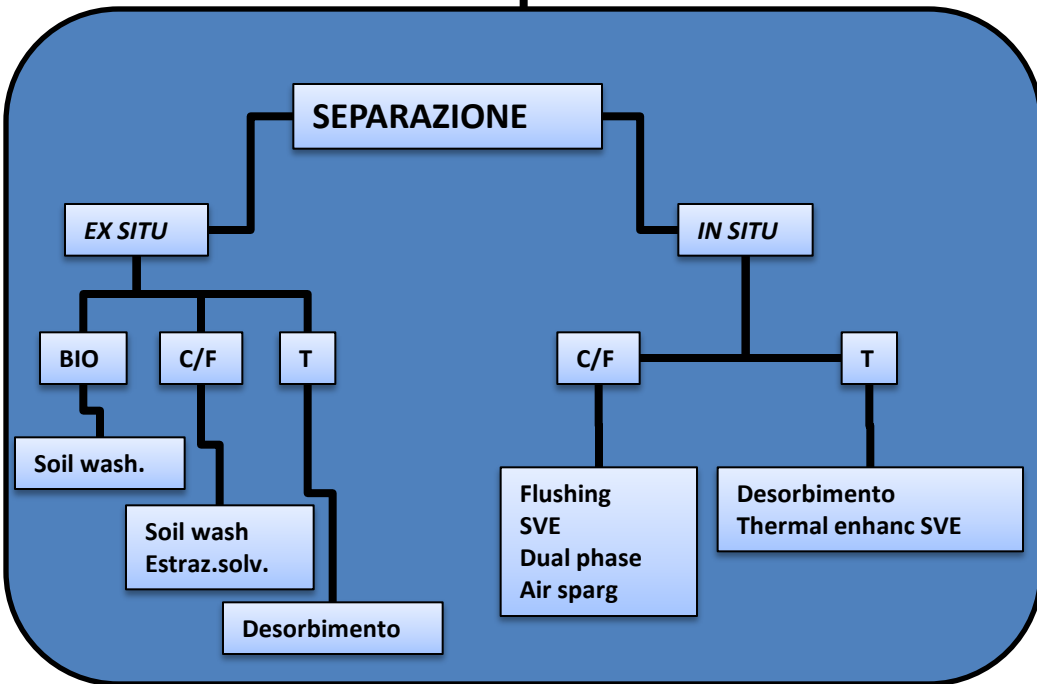 SEPARAZIONE
EX SITU
IN SITU
BIO
C/F
T
C/F
T
Soil wash.
Soil wash
Estraz.solv.
Desorbimento
Flushing
SVE
Dual phase
Air sparg
Desorbimento
Thermal enhanc SVE